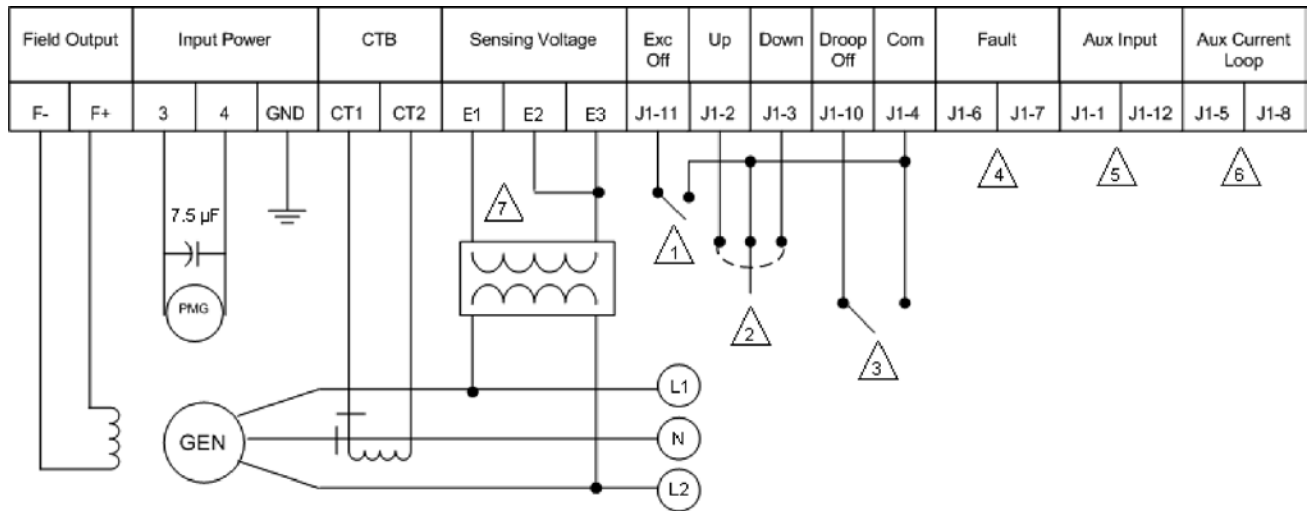 Field Output Input Power CTB Sensing Voltage Exc Off Up Down Droop Off Com Fault Aux Input Aux Current Loop
F- F+ 3 4 GND CT1 CT2 E1 E2 E3 J1-11 J1-2 J1-3 J1-10 J1-4 J1-6 J1-7 J1-1 J1-12 J1-5 J1-8
4 5 6
7.5 µF 7
1
PMG
2
3
L1
GEN N
L2